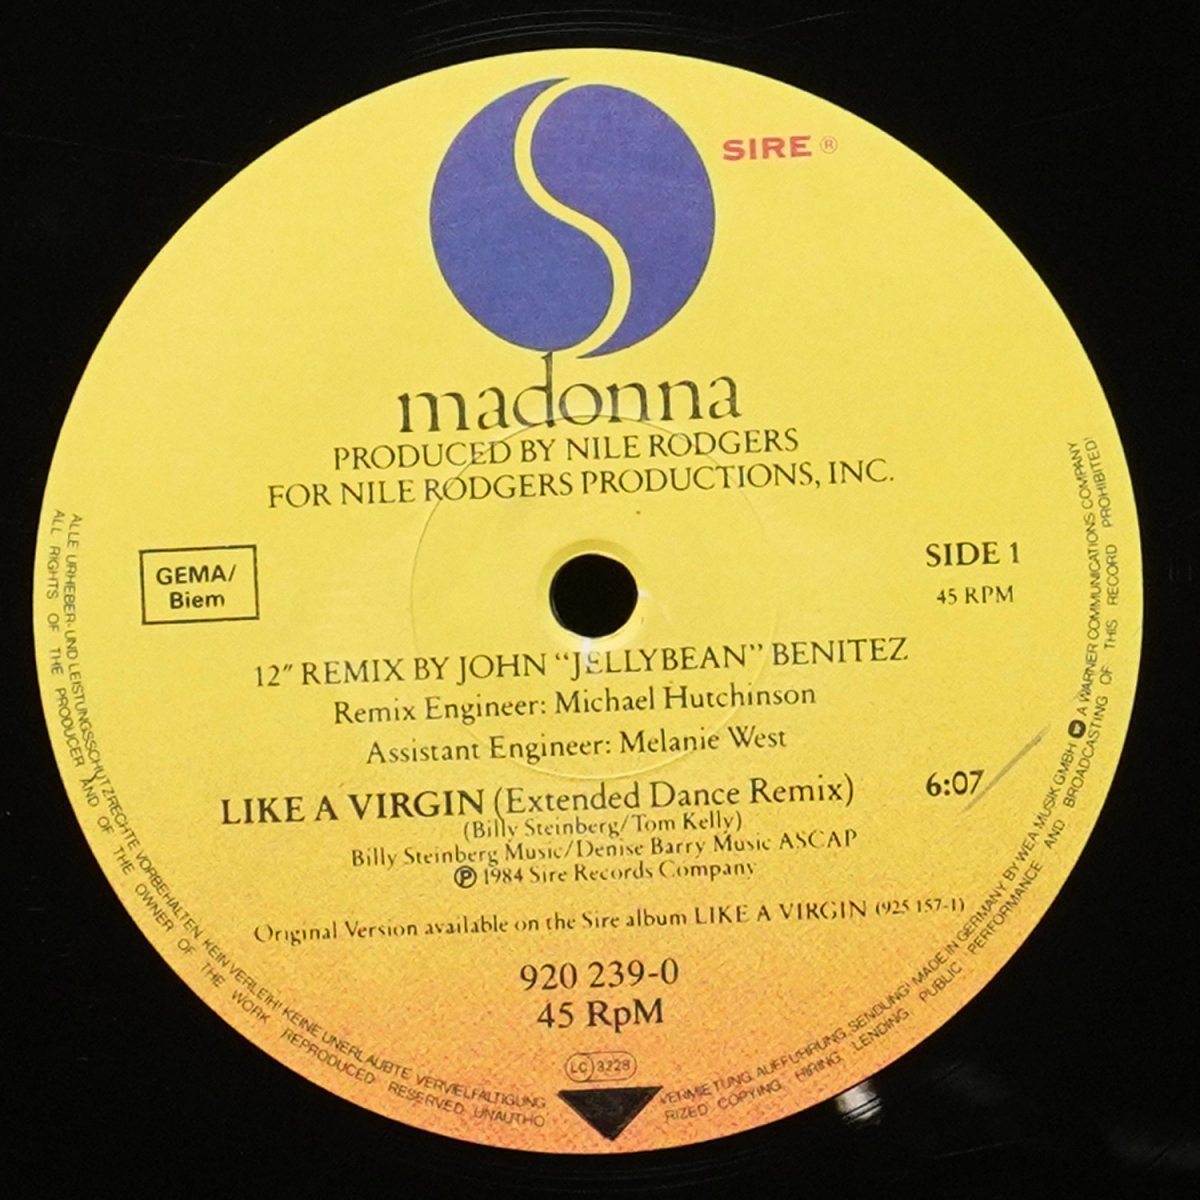 SIRE ®
madonna
PRODUCED BY NILE RODGERS
FOR NILE RODGERS PRODUCTIONS, INC.
GEMA/
Biem
SIDE 1
45 RPM
12" REMIX BY JOHN “JELLYBEAN” BENITEZ
Remix Engineer: Michael Hutchinson
Assistant Engineer: Melanie West
LIKE A VIRGIN (Extended Dance Remix) 6:07
(Billy Steinberg/Tom Kelly)
Billy Steinberg Music/Denise Barry Music ASCAP
℗ 1984 Sire Records Company
Original Version available on the Sire album LIKE A VIRGIN (925 157-1)
920 239-0
45 RpM
LC 3228
ALLE URHEBER- UND LEISTUNGSSCHUTZRECHTE VORBEHALTEN KEIN VERLEIH! KEINE UNERLAUBTE VERVIELFÄLTIGUNG, VERMIETUNG, AUFFÜHRUNG, SENDUNG! MADE IN GERMANY BY WEA MUSIK GMBH A WARNER COMMUNICATIONS COMPANY
ALL RIGHTS OF THE PRODUCER AND OF THE OWNER OF THE WORK REPRODUCED RESERVED UNAUTHORIZED COPYING, HIRING, LENDING, PUBLIC PERFORMANCE AND BROADCASTING OF THIS RECORD PROHIBITED!